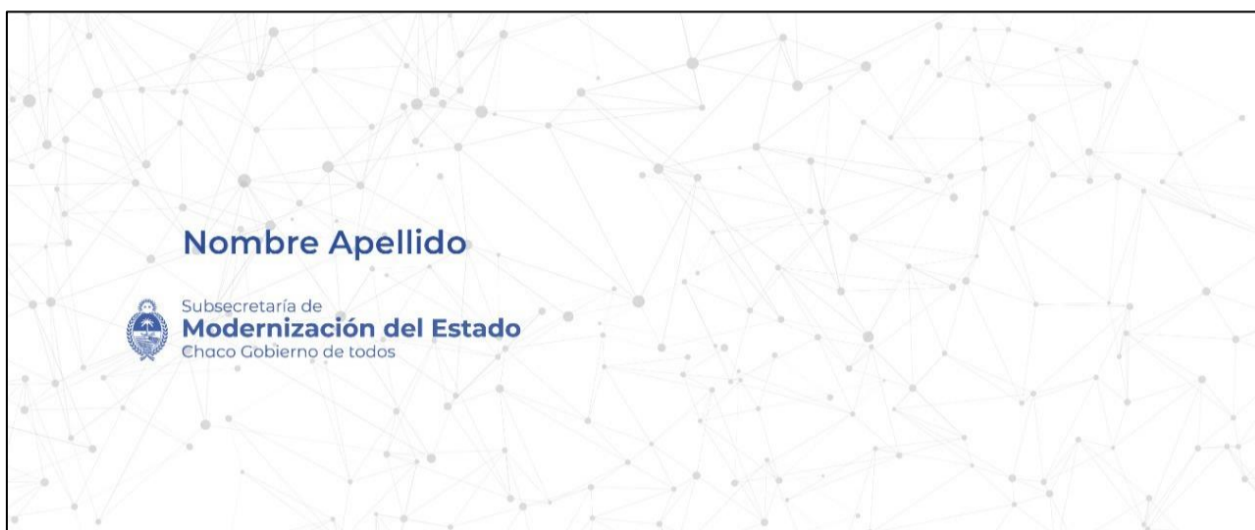 Nombre Apellido
Subsecretaría de
Modernización del Estado
Chaco Gobierno de todos